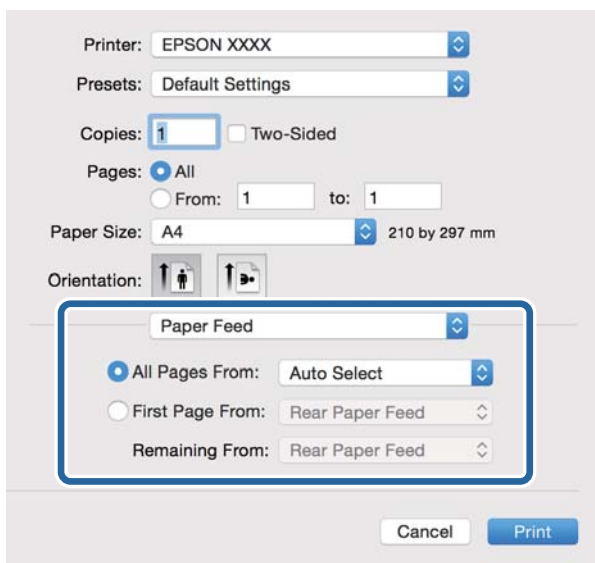 Printer: EPSON XXXX
Presets: Default Settings
Copies: 1 Two-Sided
Pages: All
From: 1 to: 1
Paper Size: A4 210 by 297 mm
Orientation:
Paper Feed
All Pages From: Auto Select
First Page From: Rear Paper Feed
Remaining From: Rear Paper Feed
Cancel Print